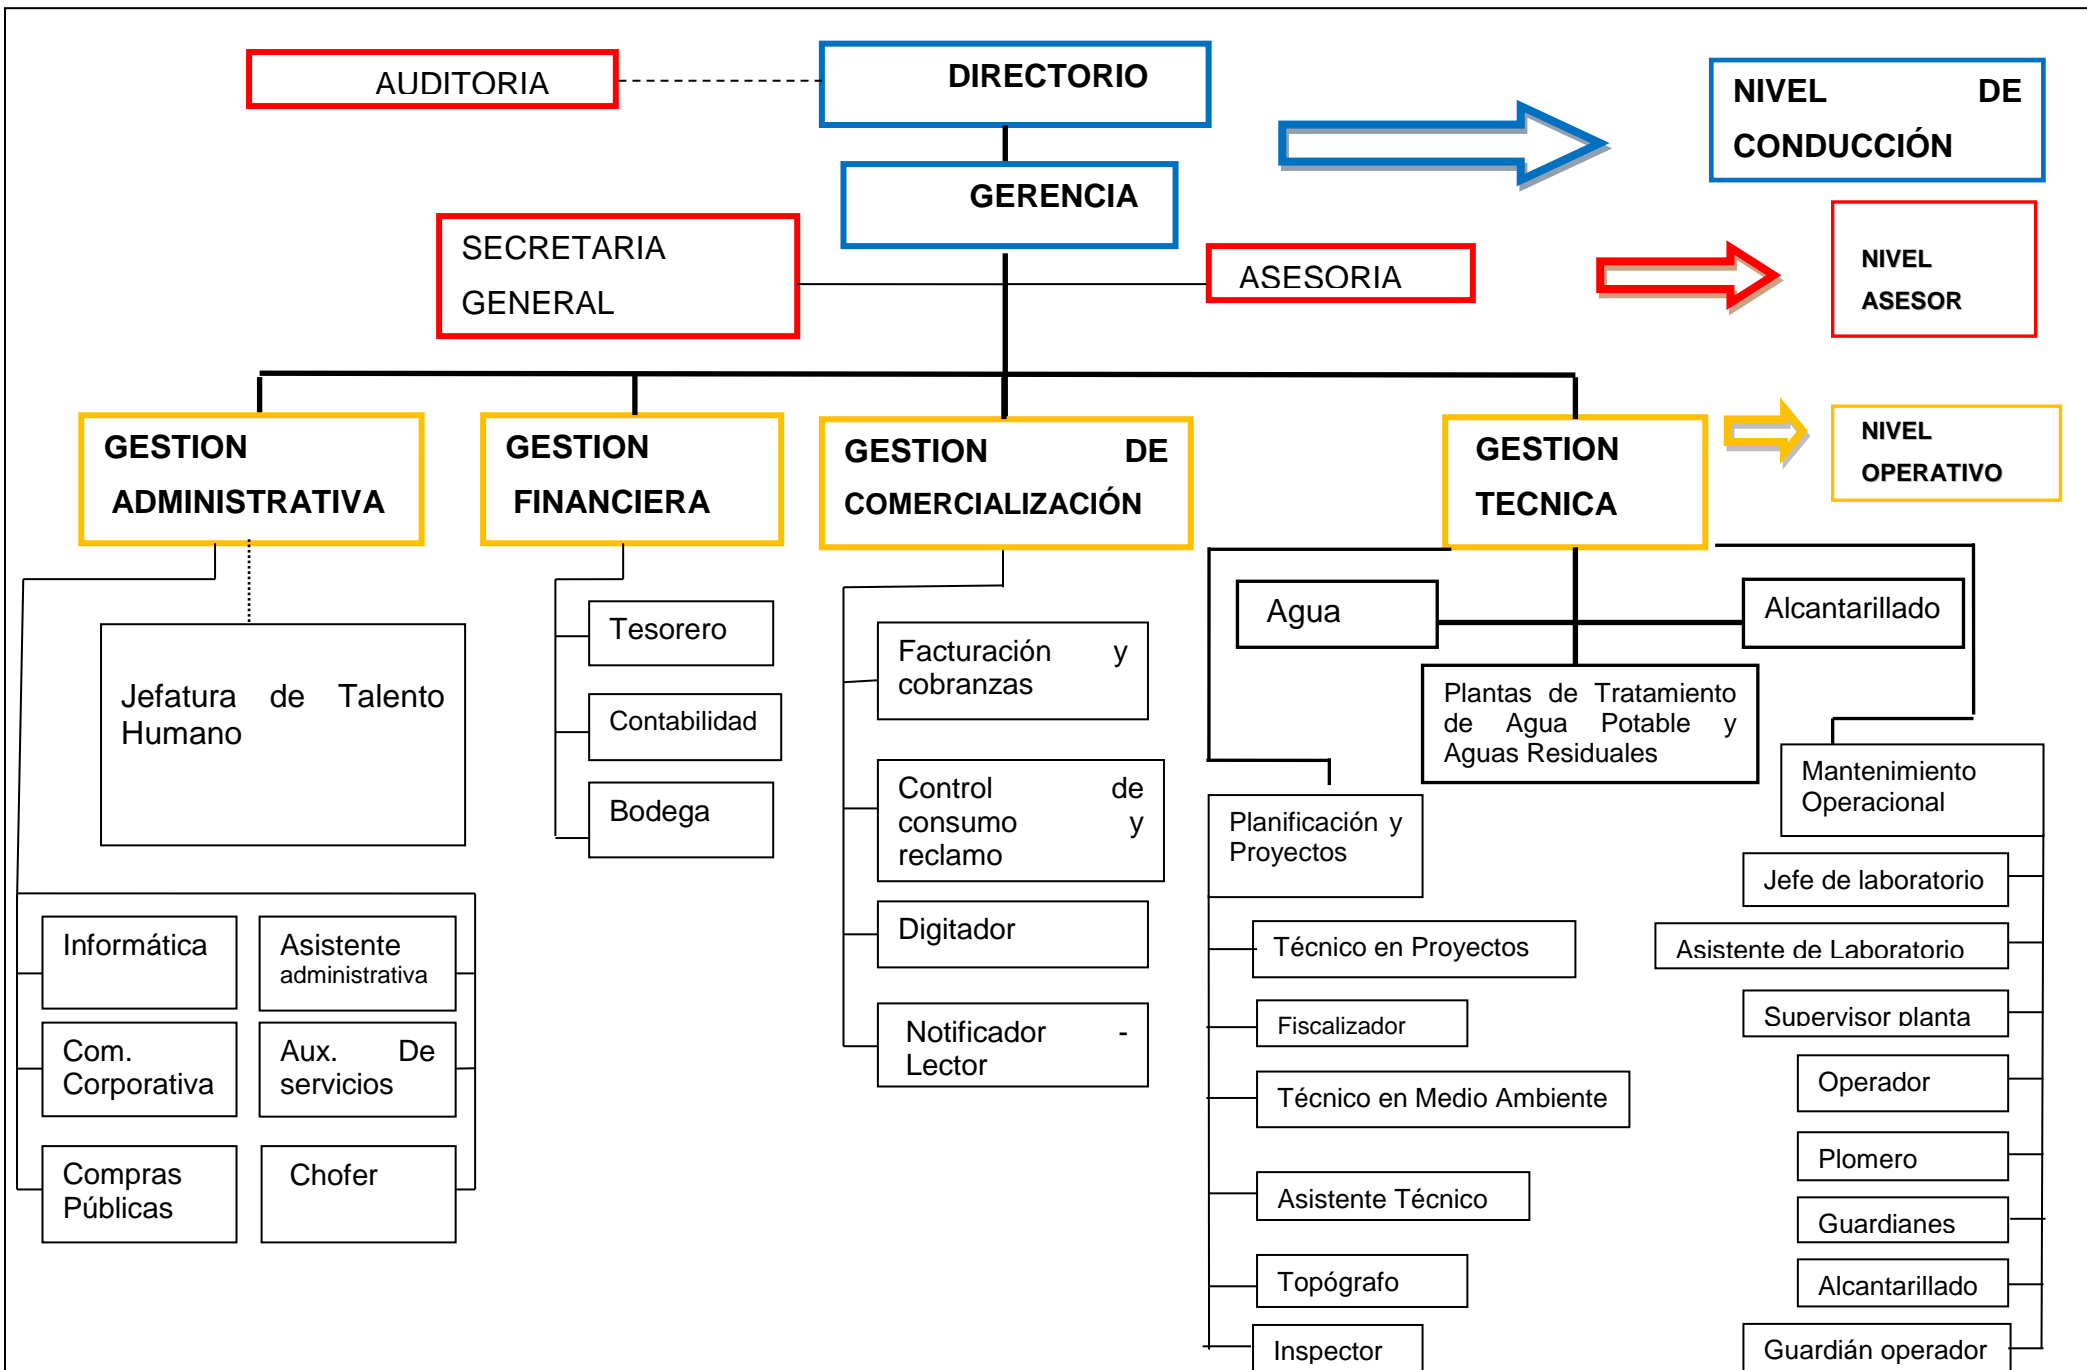 AUDITORIA
DIRECTORIO
NIVEL DE
CONDUCCIÓN
GERENCIA
SECRETARIA
GENERAL
ASESORIA
NIVEL
ASESOR
GESTION
ADMINISTRATIVA
GESTION
FINANCIERA
GESTION DE
COMERCIALIZACIÓN
GESTION
TECNICA
NIVEL
OPERATIVO
Jefatura de Talento
Humano
Informática
Asistente
administrativa
Com.
Corporativa
Aux. De
servicios
Compras
Públicas
Chofer
Tesorero
Contabilidad
Bodega
Facturación y
cobranzas
Control de
consumo y
reclamo
Digitador
Notificador -
Lector
Agua
Alcantarillado
Plantas de Tratamiento
de Agua Potable y
Aguas Residuales
Planificación y
Proyectos
Técnico en Proyectos
Fiscalizador
Técnico en Medio Ambiente
Asistente Técnico
Topógrafo
Inspector
Mantenimiento
Operacional
Jefe de laboratorio
Asistente de Laboratorio
Supervisor planta
Operador
Plomero
Guardianes
Alcantarillado
Guardián operador